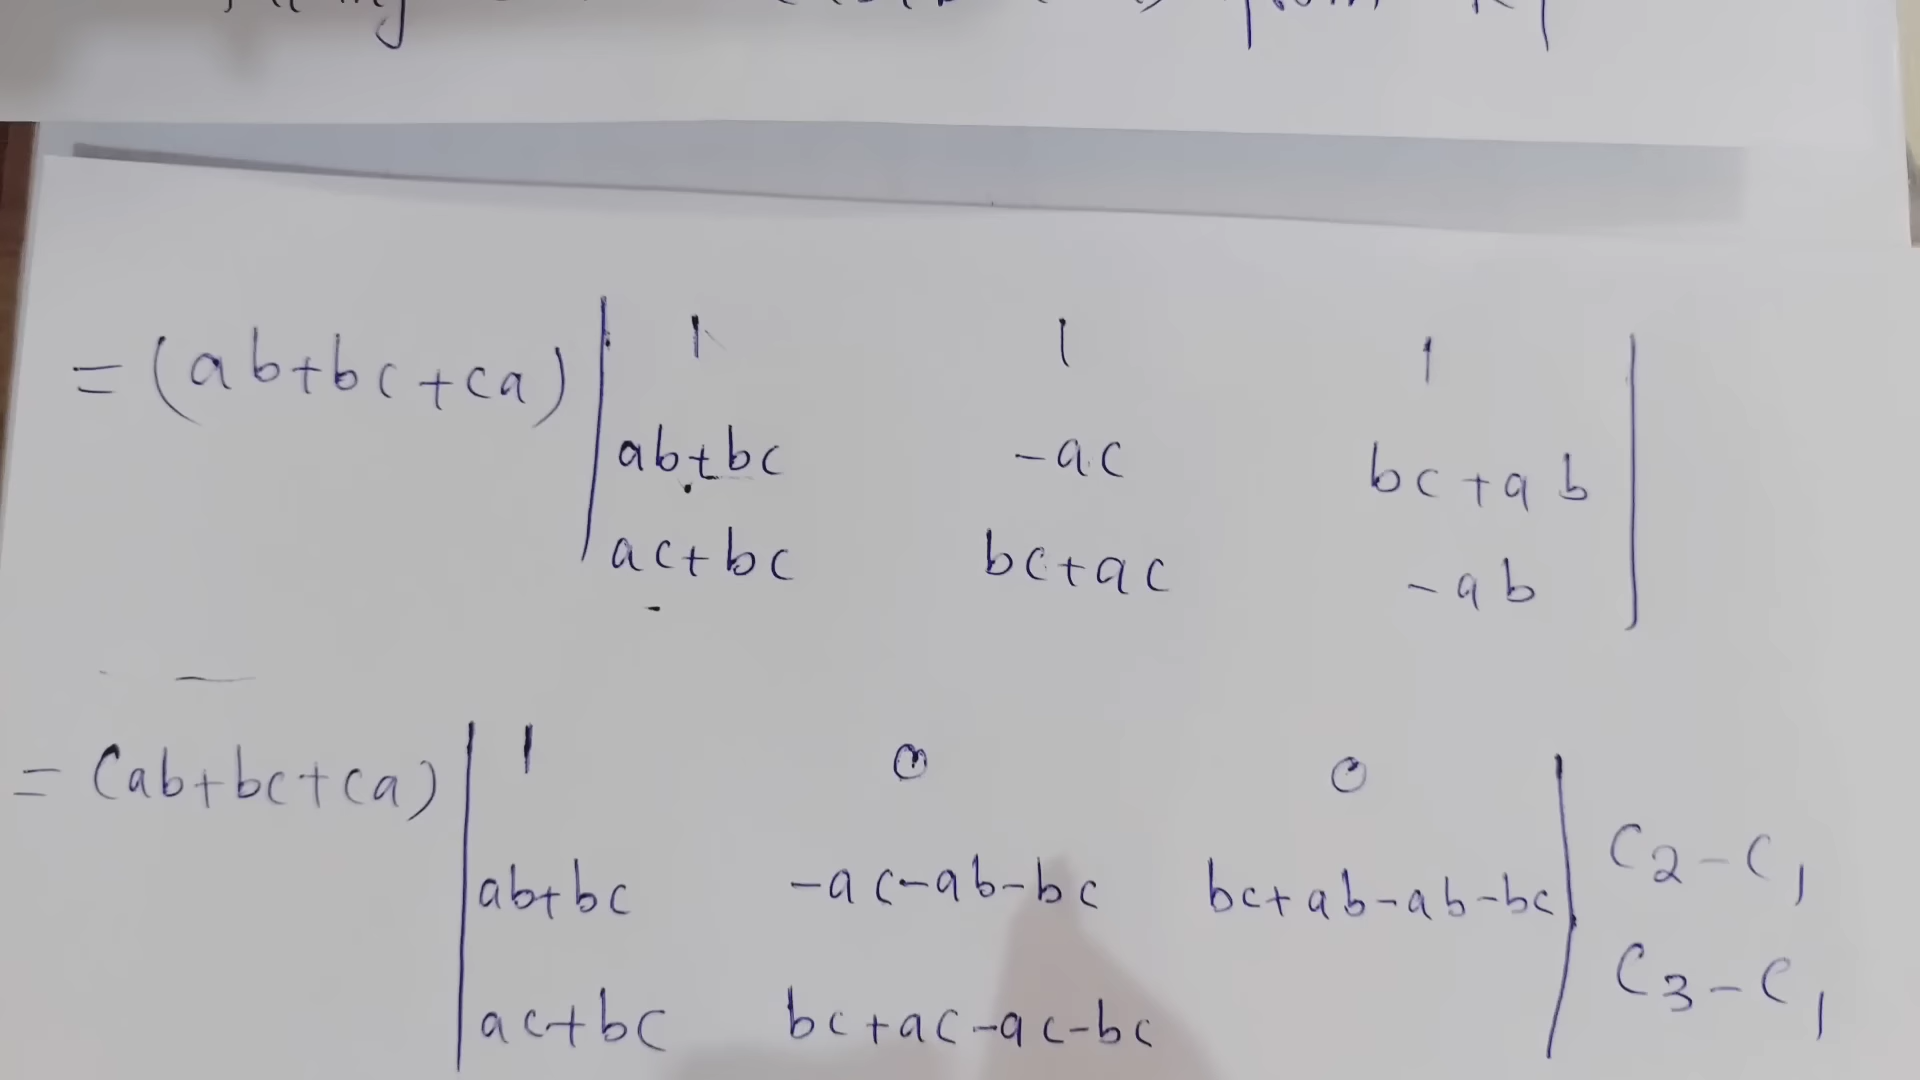 from
= (ab+bc+ca) | 1 1 1 |
ab+bc -ac bc+ab
ac+bc bc+ac -ab
= (ab+bc+ca) | 1 0 0 |
ab+bc -ac-ab-bc bc+ab-ab-bc C2-C1
ac+bc bc+ac-ac-bc C3-C1